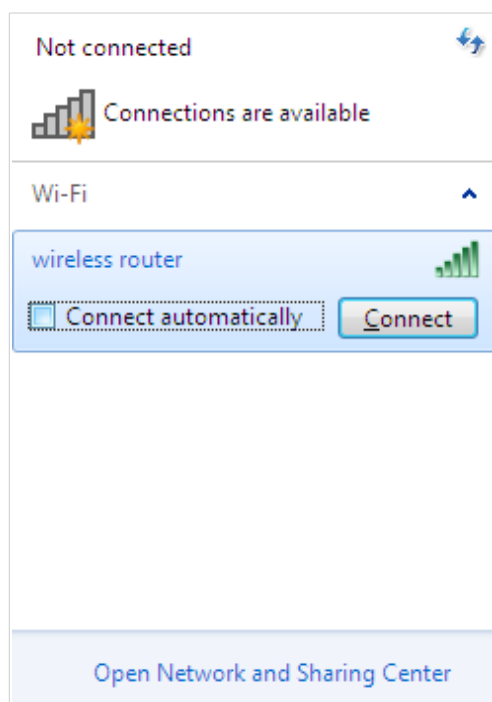 Not connected
Connections are available
Wi-Fi
wireless router
Connect automatically
Connect
Open Network and Sharing Center